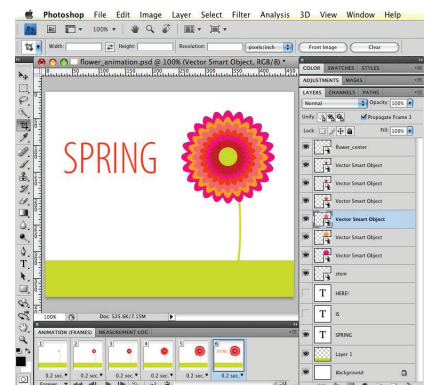 Photoshop File Edit Image Layer Select Filter Analysis 3D View Window Help
Ps Br 100%
Width: Height: Resolution: pixels/inch Front Image Clear
flower_animation.psd @ 100% (Vector Smart Object, RGB/8) *
COLOR SWATCHES STYLES
ADJUSTMENTS MASKS
LAYERS CHANNELS PATHS
Normal Opacity: 100%
Unify: Propagate Frame 1
Lock: Fill: 100%
flower_center
Vector Smart Object
Vector Smart Object
Vector Smart Object
Vector Smart Object
Vector Smart Object
stem
T HERE!
T IS
T SPRING
Layer 1
Background
SPRING
100% Doc: 525.6K/7.15M
ANIMATION (FRAMES) MEASUREMENT LOG
1 2 3 4 5 6
0.2 sec. 0.2 sec. 0.2 sec. 0.2 sec. 0.2 sec. 0.2 sec.
Forever